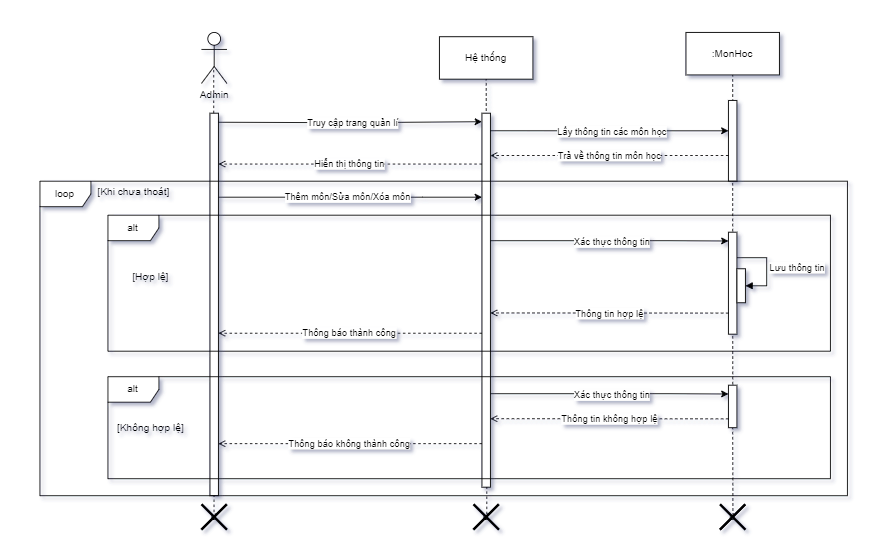 Admin
Hệ thống
:MonHoc
Truy cập trang quản lí
Lấy thông tin các môn học
Trả về thông tin môn học
Hiển thị thông tin
loop
[Khi chưa thoát]
Thêm môn/Sửa môn/Xóa môn
alt
Xác thực thông tin
Lưu thông tin
[Hợp lệ]
Thông tin hợp lệ
Thông báo thành công
alt
Xác thực thông tin
Thông tin không hợp lệ
[Không hợp lệ]
Thông báo không thành công